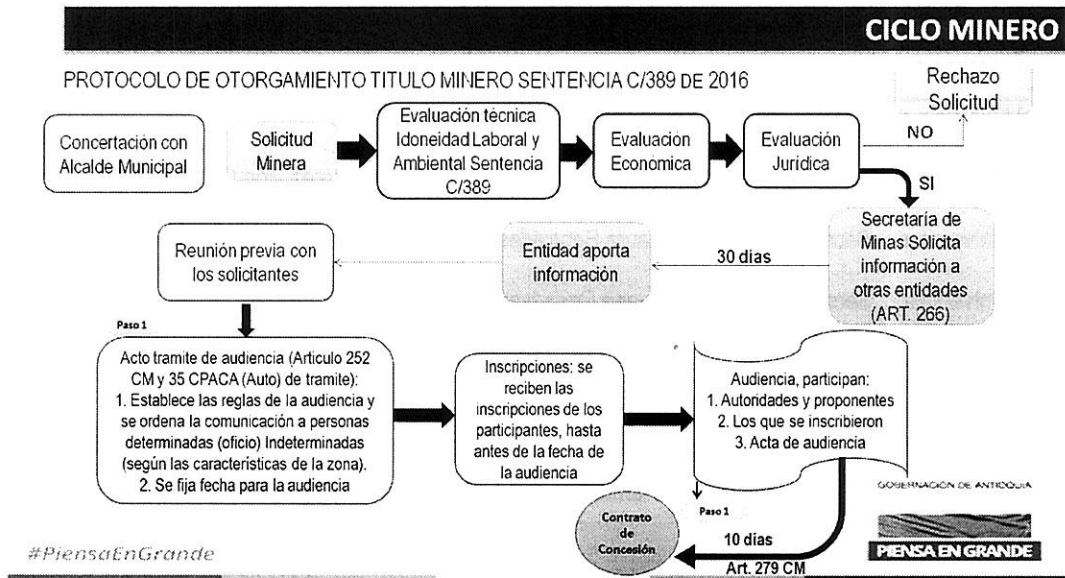 CICLO MINERO
PROTOCOLO DE OTORGAMIENTO TITULO MINERO SENTENCIA C/389 DE 2016
Rechazo
Solicitud
Concertación con
Alcalde Municipal
Solicitud
Minera
Evaluación técnica
Idoneidad Laboral y
Ambiental Sentencia
C/389
Evaluación
Económica
Evaluación
Jurídica
NO
SI
Secretaría de
Minas Solicita
información a
otras entidades
(ART. 266)
30 dias
Entidad aporta
información
Reunión previa con
los solicitantes
Paso 1
Acto tramite de audiencia (Articulo 252
CM y 35 CPACA (Auto) de tramite):
1. Establece las reglas de la audiencia y
se ordena la comunicación a personas
determinadas (oficio) Indeterminadas
(según las características de la zona).
2. Se fija fecha para la audiencia
Inscripciones: se
reciben las
inscripciones de los
participantes, hasta
antes de la fecha de
la audiencia
Audiencia, participan:
1. Autoridades y proponentes
2. Los que se inscribieron
3. Acta de audiencia
Paso 1
Contrato
de
Concesión
10 dias
Art. 279 CM
GOBERNACIÓN DE ANTIOQUIA
PIENSA EN GRANDE
#PiensaEnGrande